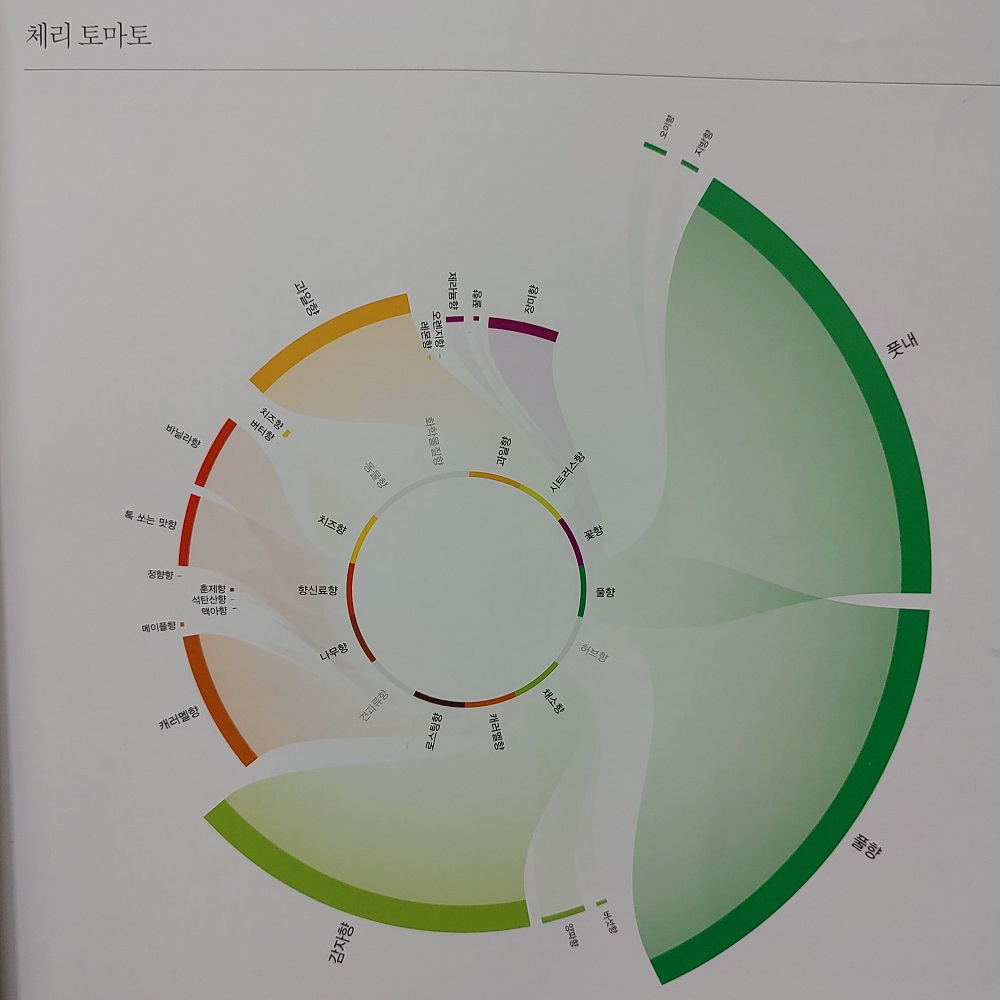 체리 토마토
오이향
지방향
풋내
풀향
버섯향
양파향
감자향
캐러멜향
메이플향
맥아향
석탄산향
훈제향
정향향
톡 쏘는 맛향
바닐라향
버터향
치즈향
과일향
레몬향
오렌지향
제라늄향
꿀향
장미향
화학물질향
과일향
시트러스향
꽃향
풀향
허브향
채소향
캐러멜향
로스팅향
견과류향
나무향
향신료향
치즈향
동물향